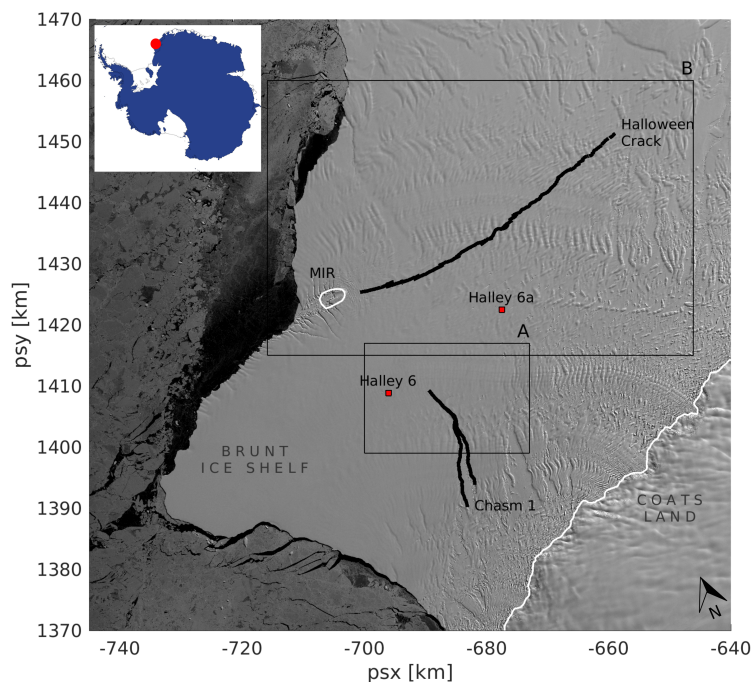 1470
1460
1450
1440
1430
1420
1410
1400
1390
1380
1370
psy [km]
B
Halloween
Crack
MIR
Halley 6a
A
Halley 6
BRUNT
ICE SHELF
Chasm 1
COATS
LAND
N
-740
-720
-700
-680
-660
-640
psx [km]